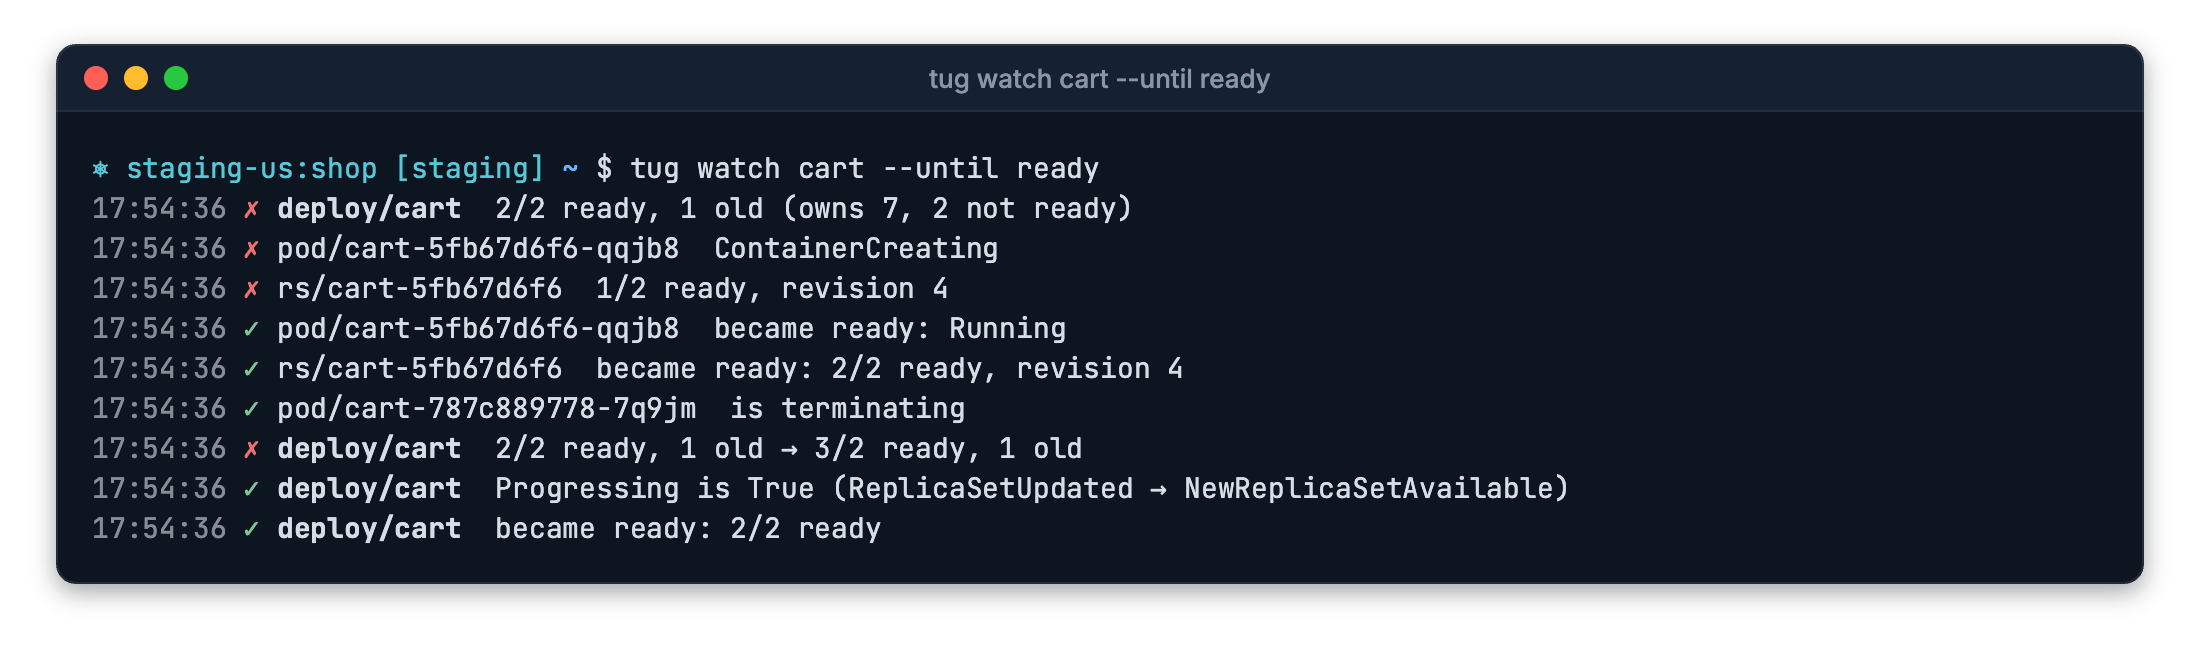 tug watch cart --until ready
⎈ staging-us:shop [staging] ~ $ tug watch cart --until ready
17:54:36 ✗ deploy/cart  2/2 ready, 1 old (owns 7, 2 not ready)
17:54:36 ✗ pod/cart-5fb67d6f6-qqjb8  ContainerCreating
17:54:36 ✗ rs/cart-5fb67d6f6  1/2 ready, revision 4
17:54:36 ✓ pod/cart-5fb67d6f6-qqjb8  became ready: Running
17:54:36 ✓ rs/cart-5fb67d6f6  became ready: 2/2 ready, revision 4
17:54:36 ✓ pod/cart-787c889778-7q9jm  is terminating
17:54:36 ✗ deploy/cart  2/2 ready, 1 old → 3/2 ready, 1 old
17:54:36 ✓ deploy/cart  Progressing is True (ReplicaSetUpdated → NewReplicaSetAvailable)
17:54:36 ✓ deploy/cart  became ready: 2/2 ready